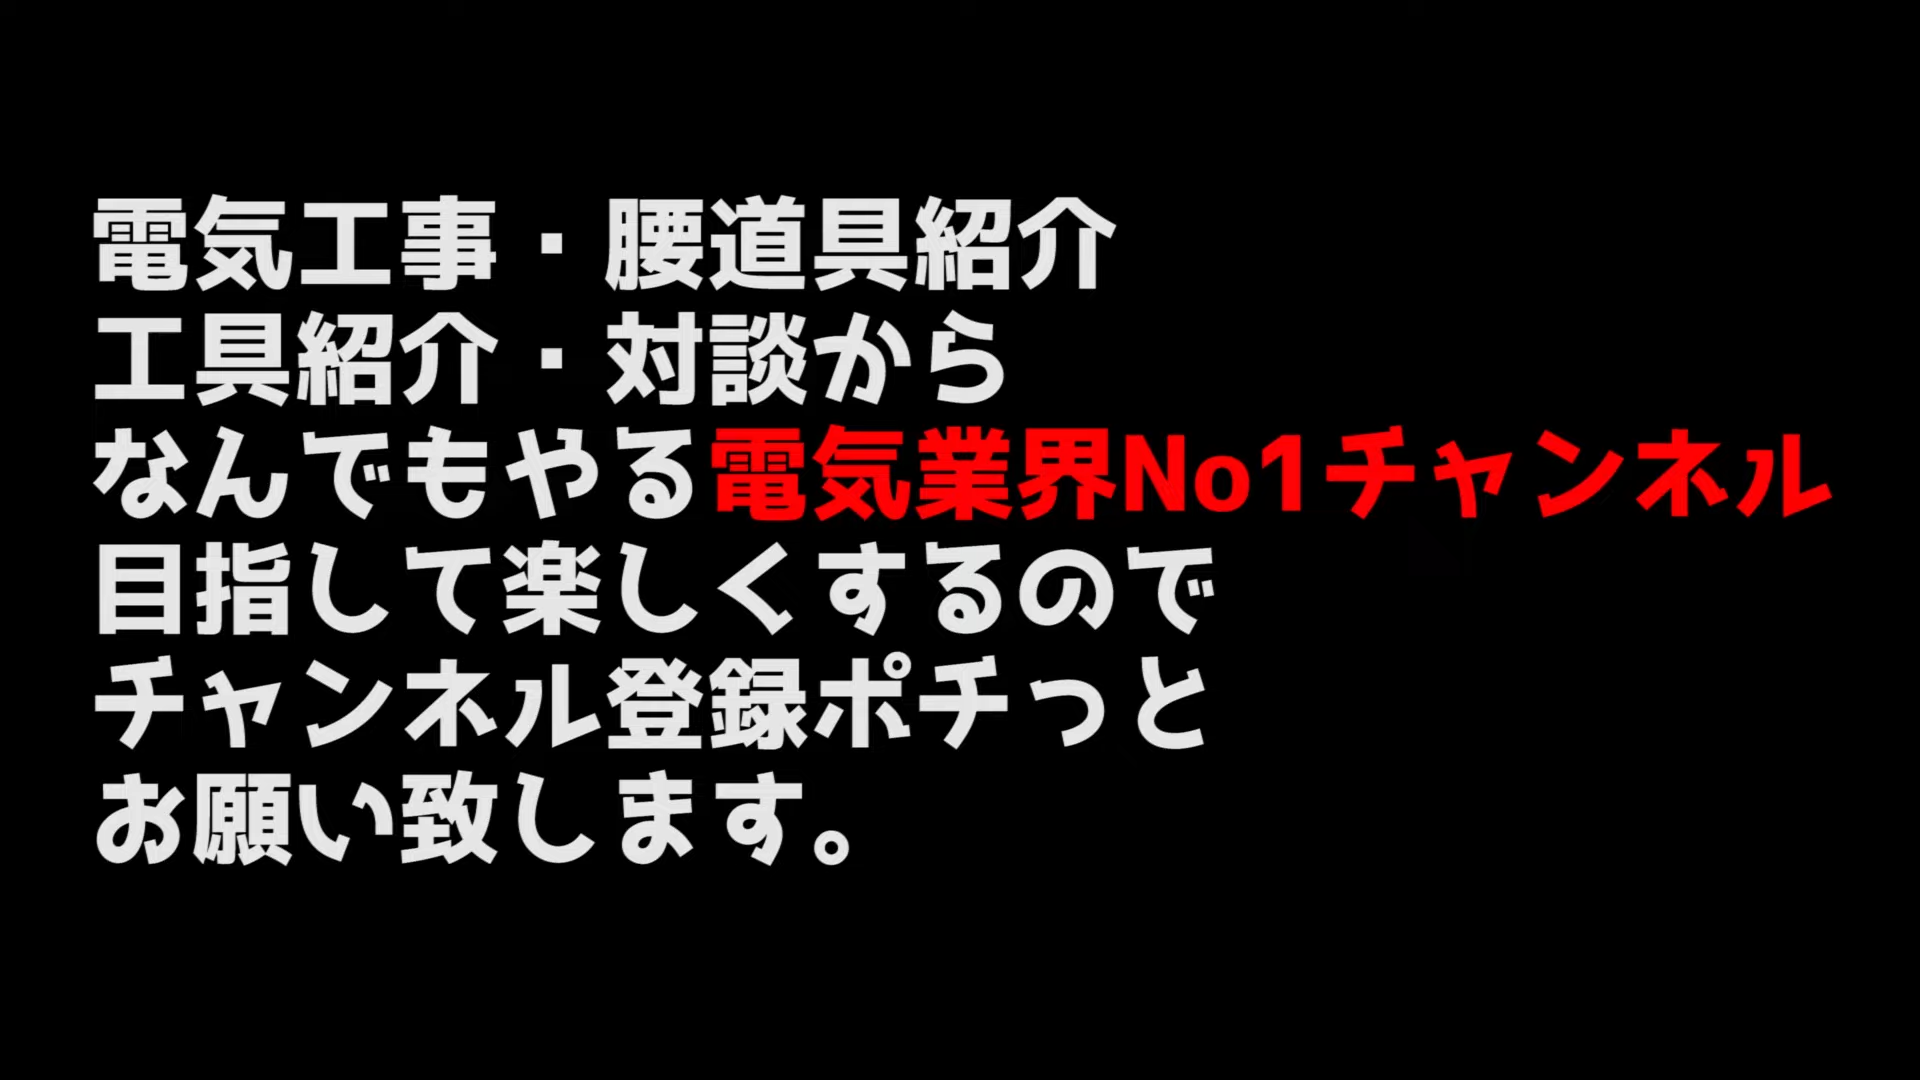 電気工事・腰道具紹介
工具紹介・対談から
なんでもやる電気業界No1チャンネル
目指して楽しくするので
チャンネル登録ポチっと
お願い致します。